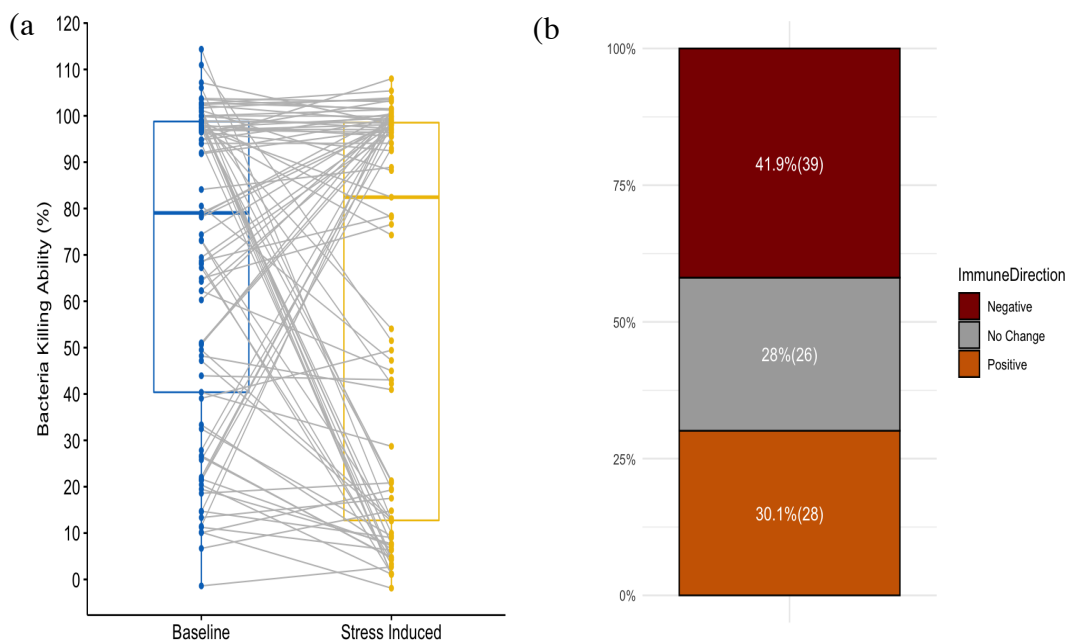 (a
120
110
100
90
80
70
60
50
40
30
20
10
0
Bacteria Killing Ability (%)
Baseline
Stress Induced
(b)
100%
75%
50%
25%
0%
41.9%(39)
28%(26)
30.1%(28)
ImmuneDirection
Negative
No Change
Positive